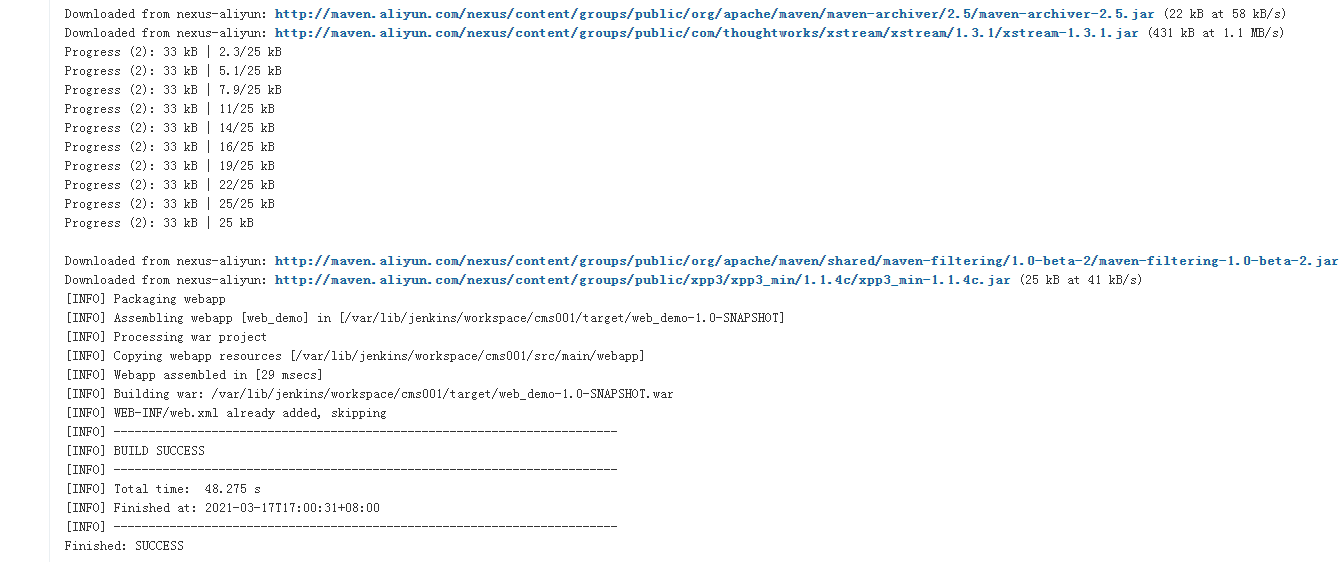 Downloaded from nexus-aliyun: http://maven.aliyun.com/nexus/content/groups/public/org/apache/maven/maven-archiver/2.5/maven-archiver-2.5.jar (22 kB at 58 kB/s)
Downloaded from nexus-aliyun: http://maven.aliyun.com/nexus/content/groups/public/com/thoughtworks/xstream/xstream/1.3.1/xstream-1.3.1.jar (431 kB at 1.1 MB/s)
Progress (2): 33 kB | 2.3/25 kB
Progress (2): 33 kB | 5.1/25 kB
Progress (2): 33 kB | 7.9/25 kB
Progress (2): 33 kB | 11/25 kB
Progress (2): 33 kB | 14/25 kB
Progress (2): 33 kB | 16/25 kB
Progress (2): 33 kB | 19/25 kB
Progress (2): 33 kB | 22/25 kB
Progress (2): 33 kB | 25/25 kB
Progress (2): 33 kB | 25 kB
Downloaded from nexus-aliyun: http://maven.aliyun.com/nexus/content/groups/public/org/apache/maven/shared/maven-filtering/1.0-beta-2/maven-filtering-1.0-beta-2.jar
Downloaded from nexus-aliyun: http://maven.aliyun.com/nexus/content/groups/public/xpp3/xpp3_min/1.1.4c/xpp3_min-1.1.4c.jar (25 kB at 41 kB/s)
[INFO] Packaging webapp
[INFO] Assembling webapp [web_demo] in [/var/lib/jenkins/workspace/cms001/target/web_demo-1.0-SNAPSHOT]
[INFO] Processing war project
[INFO] Copying webapp resources [/var/lib/jenkins/workspace/cms001/src/main/webapp]
[INFO] Webapp assembled in [29 msecs]
[INFO] Building war: /var/lib/jenkins/workspace/cms001/target/web_demo-1.0-SNAPSHOT.war
[INFO] WEB-INF/web.xml already added, skipping
[INFO] ------------------------------------------------------------------------
[INFO] BUILD SUCCESS
[INFO] ------------------------------------------------------------------------
[INFO] Total time:  48.275 s
[INFO] Finished at: 2021-03-17T17:00:31+08:00
[INFO] ------------------------------------------------------------------------
Finished: SUCCESS